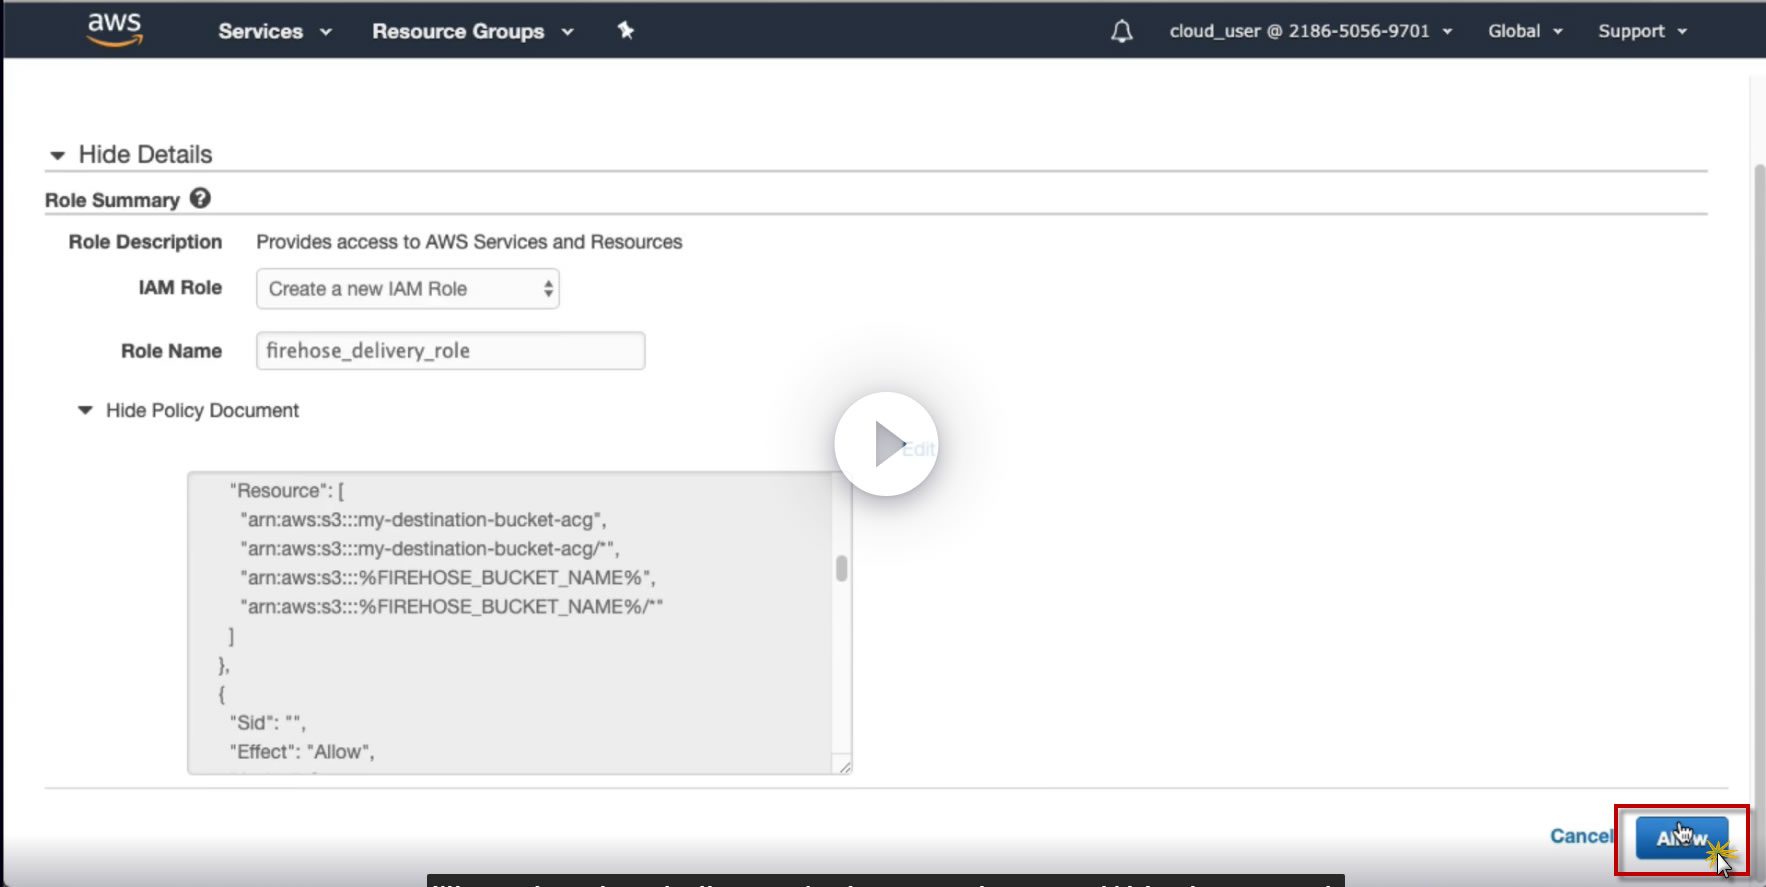 aws Services Resource Groups cloud_user @ 2186-5056-9701 Global Support
Hide Details
Role Summary
Role Description Provides access to AWS Services and Resources
IAM Role Create a new IAM Role
Role Name firehose_delivery_role
Hide Policy Document
Edit
"Resource": [
"arn:aws:s3:::my-destination-bucket-acg",
"arn:aws:s3:::my-destination-bucket-acg/*",
"arn:aws:s3:::%FIREHOSE_BUCKET_NAME%",
"arn:aws:s3:::%FIREHOSE_BUCKET_NAME%/*"
]
},
{
"Sid": "",
"Effect": "Allow",
Cancel Allow